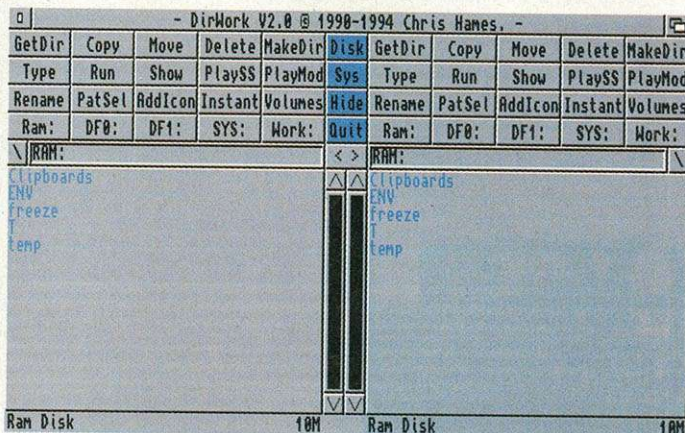 - DirWork V2.0 © 1990-1994 Chris Hames. -
GetDir Copy Move Delete MakeDir Disk GetDir Copy Move Delete MakeDir
Type Run Show PlaySS PlayMod Sys Type Run Show PlaySS PlayMod
Rename PatSel AddIcon Instant Volumes Hide Rename PatSel AddIcon Instant Volumes
Ram: DF0: DF1: SYS: Work: Quit Ram: DF0: DF1: SYS: Work:
\ RAM: < > RAM: \
Clipboards Clipboards
ENV ENV
freeze freeze
T T
temp temp
Ram Disk 10M Ram Disk 10M